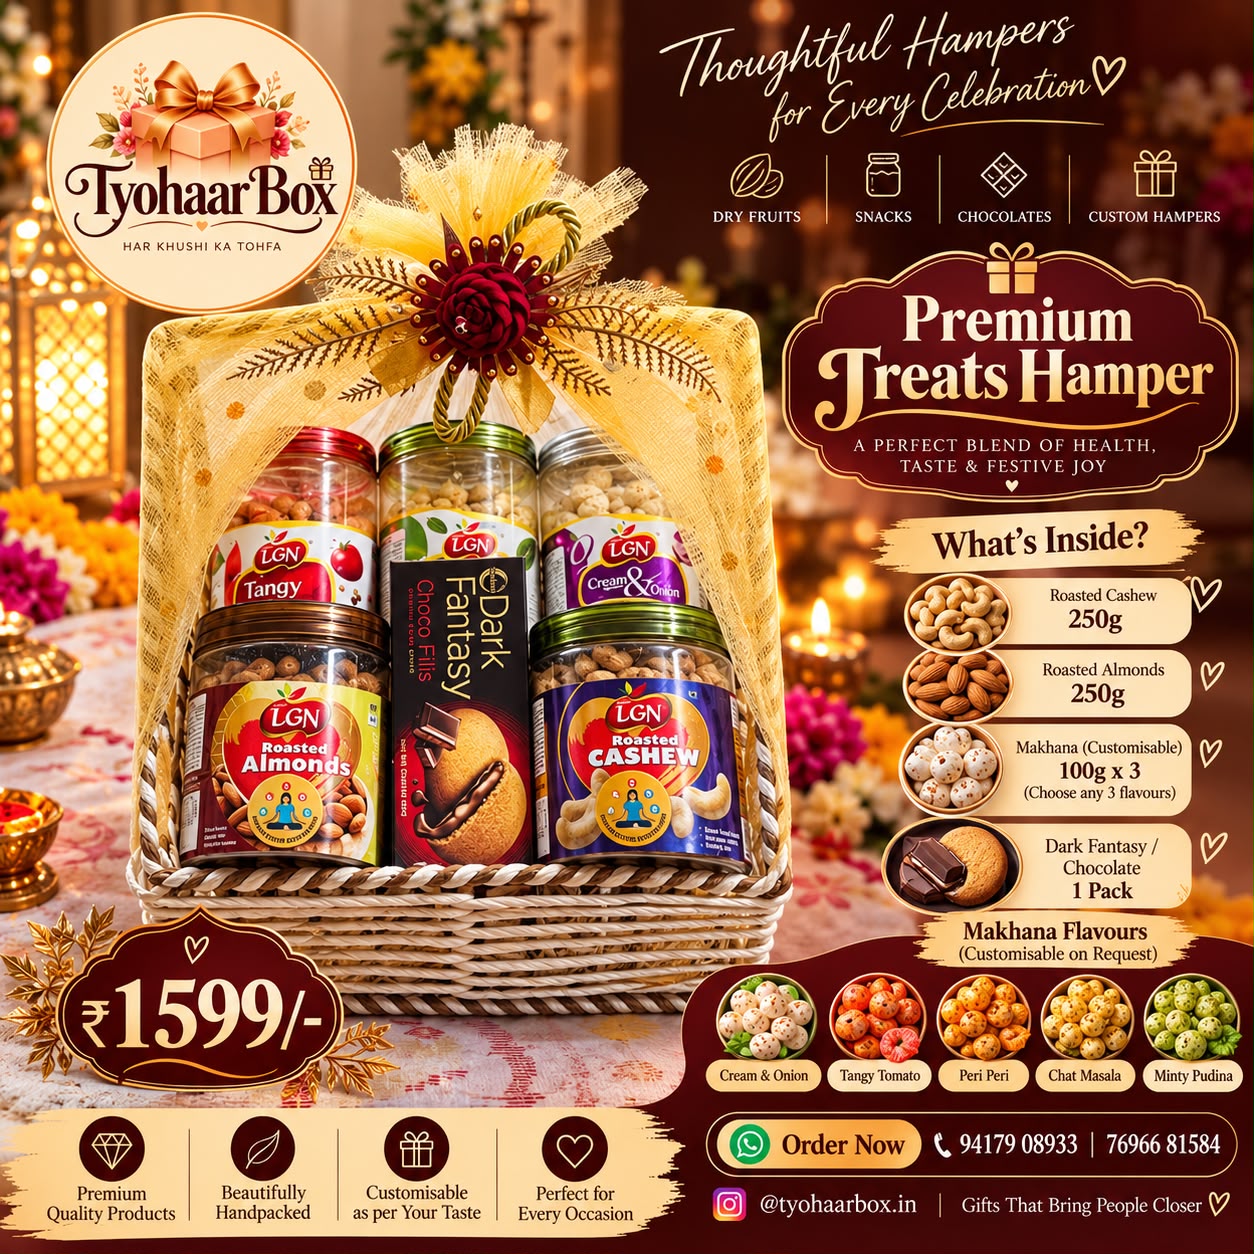 TyohaarBox
HAR KHUSHI KA TOHFA
Thoughtful Hampers
for Every Celebration
DRY FRUITS
SNACKS
CHOCOLATES
CUSTOM HAMPERS
Premium
Treats Hamper
A PERFECT BLEND OF HEALTH,
TASTE & FESTIVE JOY
What's Inside?
Roasted Cashew
250g
Roasted Almonds
250g
Makhana (Customisable)
100g x 3
(Choose any 3 flavours)
Dark Fantasy /
Chocolate
1 Pack
LGN
Tangy
LGN
LGN
Cream & Onion
Dark
Fantasy
Choco Fills
LGN
Roasted
Almonds
LGN
Roasted
CASHEW
₹1599/-
Makhana Flavours
(Customisable on Request)
Cream & Onion
Tangy Tomato
Peri Peri
Chat Masala
Minty Pudina
Premium
Quality Products
Beautifully
Handpacked
Customisable
as per Your Taste
Perfect for
Every Occasion
Order Now
94179 08933 | 76966 81584
@tyohaarbox.in
Gifts That Bring People Closer